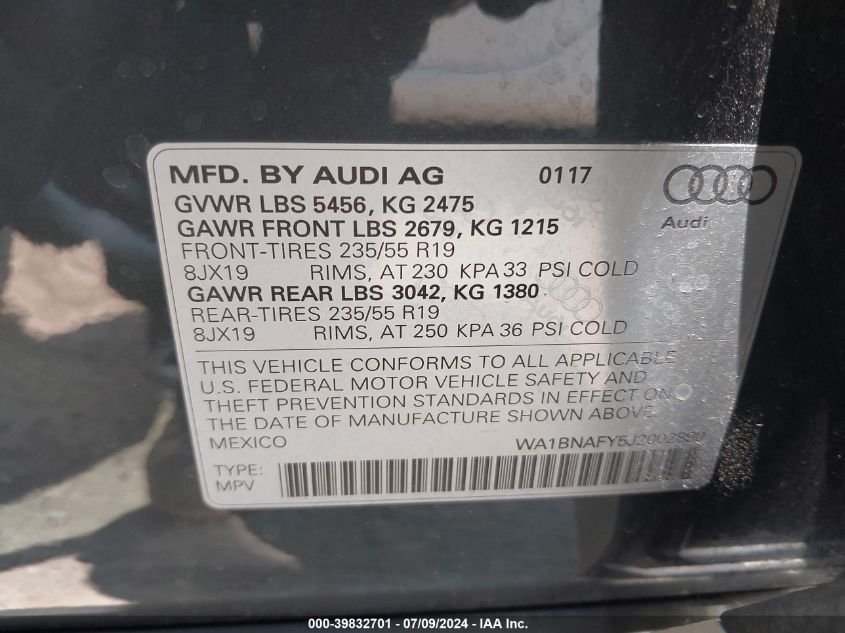 MFD. BY AUDI AG 0117
Audi
GVWR LBS 5456, KG 2475
GAWR FRONT LBS 2679, KG 1215
FRONT-TIRES 235/55 R19
8JX19 RIMS, AT 230 KPA 33 PSI COLD
GAWR REAR LBS 3042, KG 1380
REAR-TIRES 235/55 R19
8JX19 RIMS, AT 250 KPA 36 PSI COLD
THIS VEHICLE CONFORMS TO ALL APPLICABLE
U.S. FEDERAL MOTOR VEHICLE SAFETY AND
THEFT PREVENTION STANDARDS IN EFFECT ON
THE DATE OF MANUFACTURE SHOWN ABOVE.
MEXICO
TYPE:
MPV
000-39832701 / 07/09/2024 - IAA Inc.